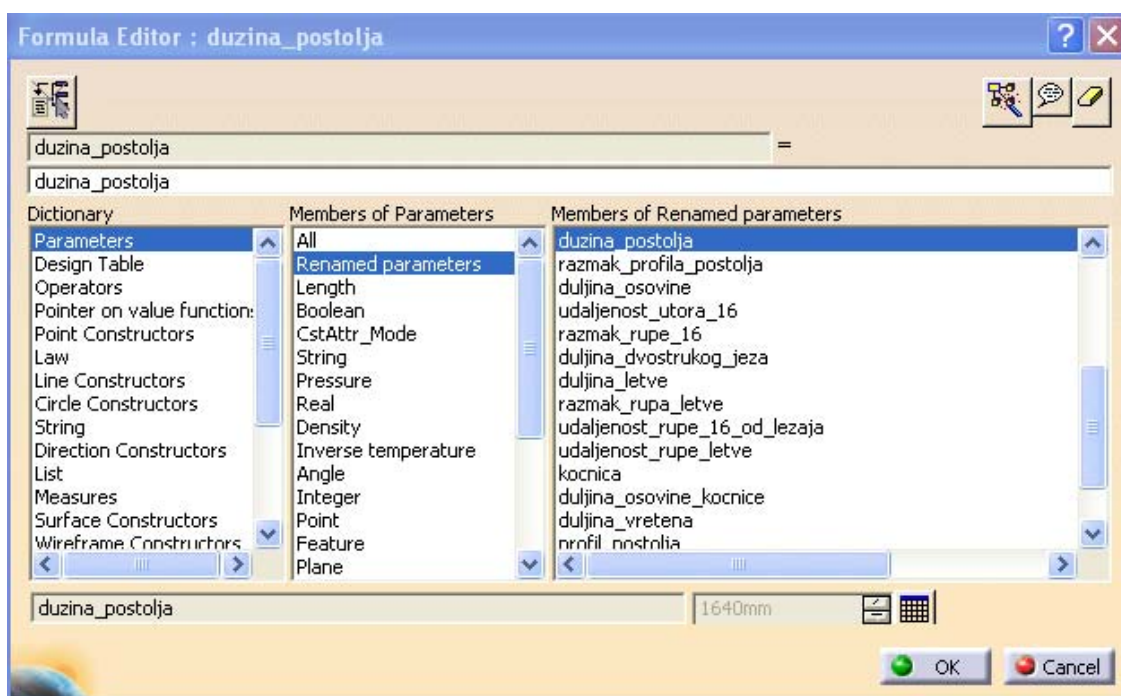 Formula Editor : duzina_postolja
duzina_postolja =
duzina_postolja
Dictionary
Parameters
Design Table
Operators
Pointer on value function:
Point Constructors
Law
Line Constructors
Circle Constructors
String
Direction Constructors
List
Measures
Surface Constructors
Wireframe Constructors
Members of Parameters
All
Renamed parameters
Length
Boolean
CstAttr_Mode
String
Pressure
Real
Density
Inverse temperature
Angle
Integer
Point
Feature
Plane
Members of Renamed parameters
duzina_postolja
razmak_profila_postolja
duljina_osovine
udaljenost_utora_16
razmak_rupe_16
duljina_dvostrukog_jeza
duljina_letve
razmak_rupa_letve
udaljenost_rupe_16_od_lezaja
udaljenost_rupe_letve
kocnica
duljina_osovine_kocnice
duljina_vretena
profil_postolja
duzina_postolja 1640mm
OK Cancel